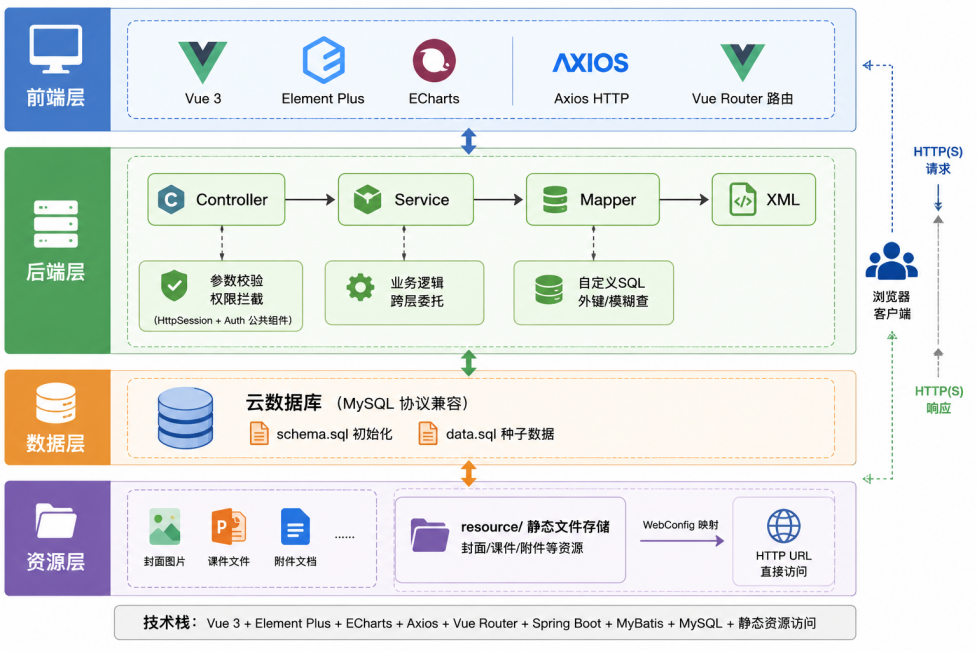 前端层
Vue 3
Element Plus
ECharts
AXIOS
Axios HTTP
Vue Router 路由
后端层
C
Controller
Service
Mapper
</>
XML
参数校验
权限拦截
(HttpSession + Auth 公共组件)
业务逻辑
跨层委托
自定义SQL
外键/模糊查
数据层
云数据库 (MySQL 协议兼容)
schema.sql 初始化
data.sql 种子数据
资源层
封面图片
P
课件文件
附件文档
......
resource/ 静态文件存储
封面/课件/附件等资源
WebConfig 映射
HTTP URL
直接访问
HTTP(S)
请求
浏览器
客户端
HTTP(S)
响应
技术栈: Vue 3 + Element Plus + ECharts + Axios + Vue Router + Spring Boot + MyBatis + MySQL + 静态资源访问